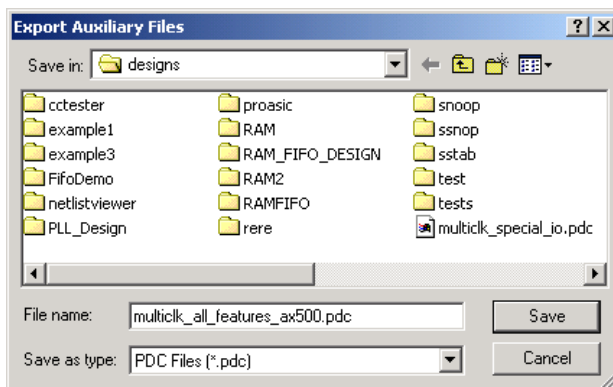 Export Auxiliary Files
Save in: designs
cctester proasic snoop
example1 RAM ssnop
example3 RAM_FIFO_DESIGN sstab
FifoDemo RAM2 test
netlistviewer RAMFIFO tests
PLL_Design rere multiclk_special_io.pdc
File name: multiclk_all_features_ax500.pdc Save
Save as type: PDC Files (*.pdc) Cancel